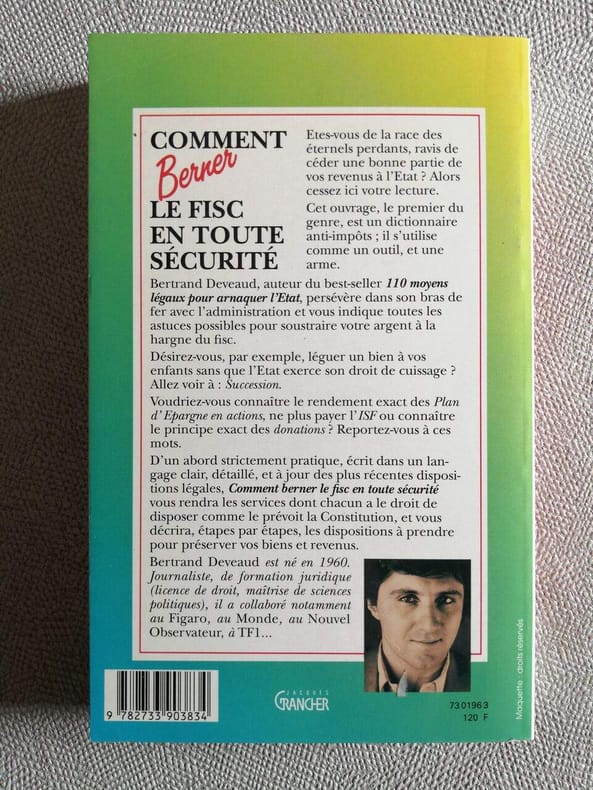 COMMENT
Berner
LE FISC
EN TOUTE
SÉCURITÉ
Etes-vous de la race des
éternels perdants, ravis de
céder une bonne partie de
vos revenus à l'Etat ? Alors
cessez ici votre lecture.
Cet ouvrage, le premier du
genre, est un dictionnaire
anti-impôts ; il s'utilise
comme un outil, et une
arme.
Bertrand Deveaud, auteur du best-seller 110 moyens
légaux pour arnaquer l'Etat, persévère dans son bras de
fer avec l'administration et vous indique toutes les
astuces possibles pour soustraire votre argent à la
hargne du fisc.
Désirez-vous, par exemple, léguer un bien à vos
enfants sans que l'Etat exerce son droit de cuissage ?
Allez voir à : Succession.
Voudriez-vous connaître le rendement exact des Plan
d'Epargne en actions, ne plus payer l'ISF ou connaître
le principe exact des donations ? Reportez-vous à ces
mots.
D'un abord strictement pratique, écrit dans un lan-
gage clair, détaillé, et à jour des plus récentes disposi-
tions légales, Comment berner le fisc en toute sécurité
vous rendra les services dont chacun a le droit de
disposer comme le prévoit la Constitution, et vous
décrira, étapes par étapes, les dispositions à prendre
pour préserver vos biens et revenus.
Bertrand Deveaud est né en 1960.
Journaliste, de formation juridique
(licence de droit, maîtrise de sciences
politiques), il a collaboré notamment
au Figaro, au Monde, au Nouvel
Observateur, à TF1...
9 782733 903834
JACQUES
GRANCHER
73 0196 3
120 F
Maquette : droits réservés